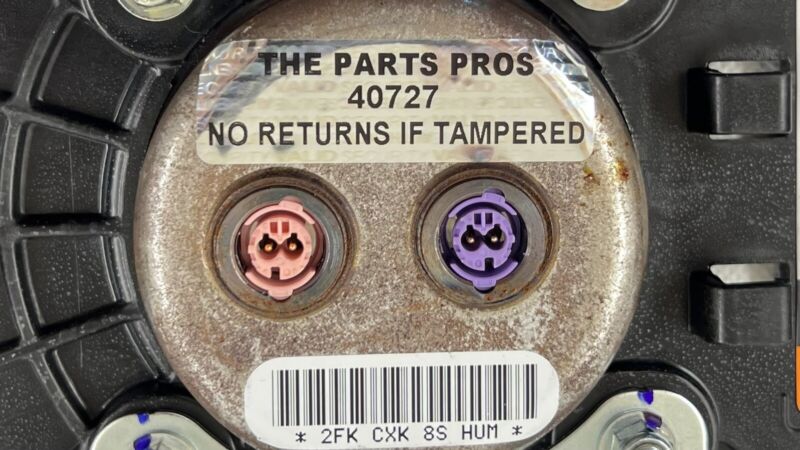 THE PARTS PROS
40727
NO RETURNS IF TAMPERED
* 2FK CXK 8S HUM *